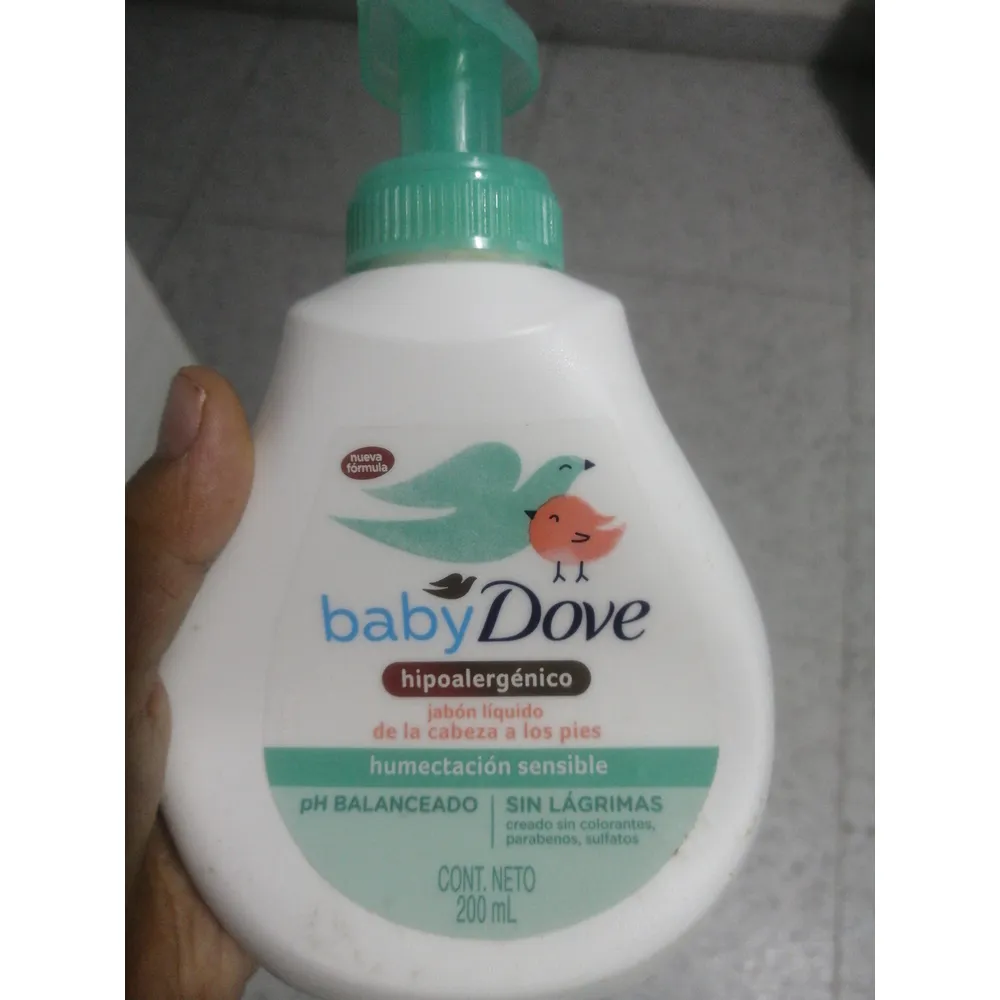 nueva
fórmula
baby Dove
hipoalergénico
jabón líquido
de la cabeza a los pies
humectación sensible
pH BALANCEADO
SIN LÁGRIMAS
creado sin colorantes,
parabenos, sulfatos
CONT. NETO
200 mL